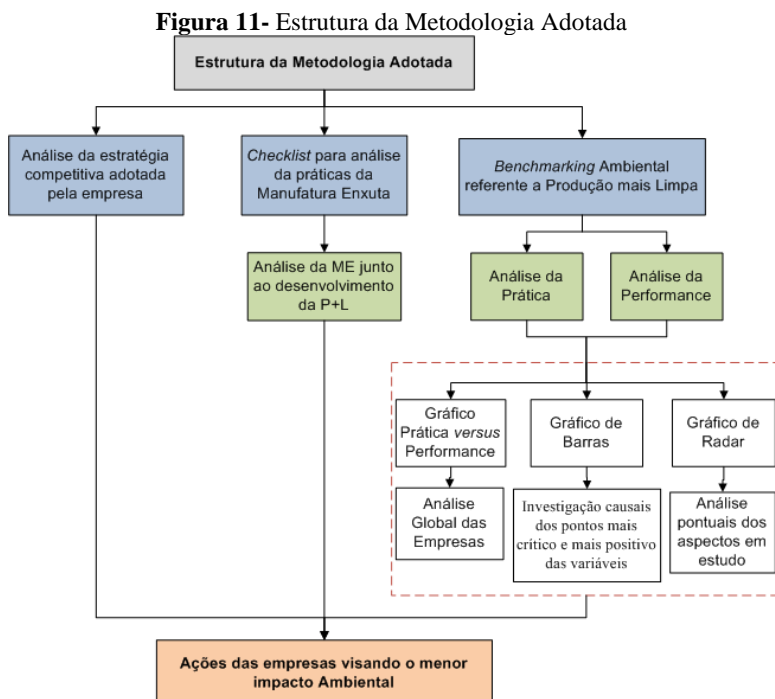 Figura 11- Estrutura da Metodologia Adotada
Estrutura da Metodologia Adotada
Análise da estratégia
competitiva adotada
pela empresa
Checklist para análise
da práticas da
Manufatura Enxuta
Benchmarking Ambiental
referente a Produção mais Limpa
Análise da ME junto
ao desenvolvimento
da P+L
Análise da
Prática
Análise da
Performance
Gráfico
Prática versus
Performance
Gráfico de
Barras
Gráfico de
Radar
Análise
Global das
Empresas
Investigação causais
dos pontos mais
crítico e mais positivo
das variáveis
Análise
pontuais dos
aspectos em
estudo
Ações das empresas visando o menor
impacto Ambiental